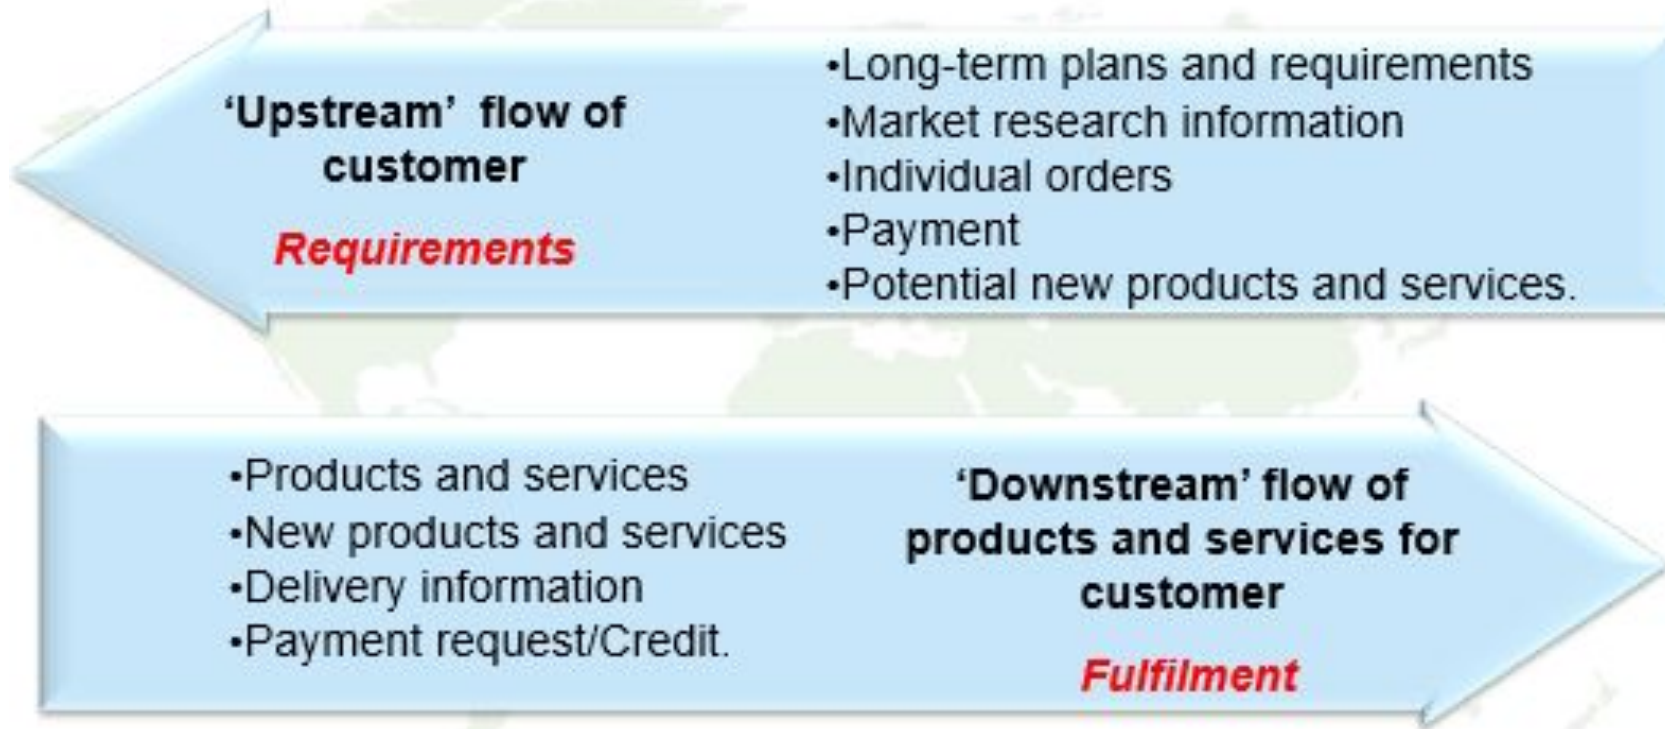 ‘Upstream’ flow of
customer
Requirements
•Long-term plans and requirements
•Market research information
•Individual orders
•Payment
•Potential new products and services.
•Products and services
•New products and services
•Delivery information
•Payment request/Credit.
‘Downstream’ flow of
products and services for
customer
Fulfilment